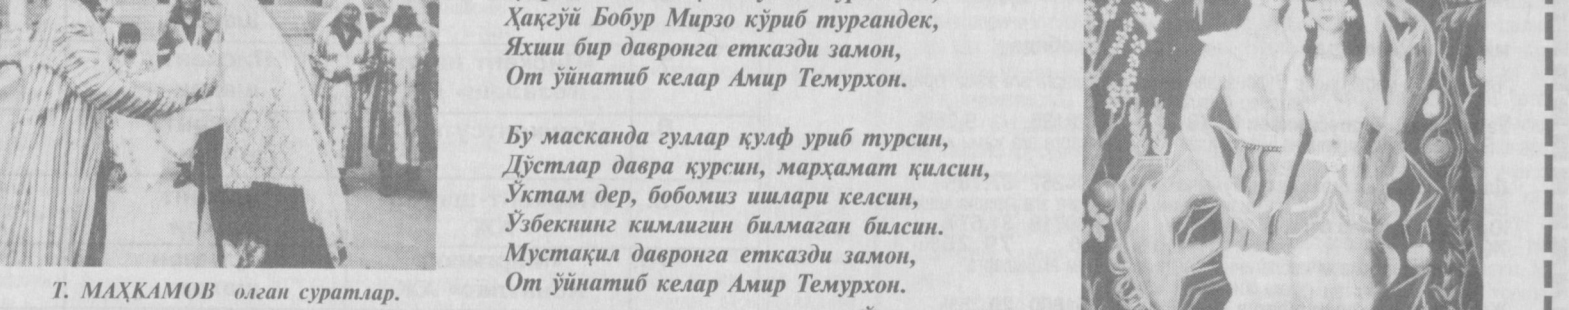 Ҳақгўй Бобур Мирзо кўриб тургандек,
Яхши бир давронга етказди замон,
От ўйнатиб келар Амир Темурхон.
Бу масканда гуллар қулф уриб турсин,
Дўстлар давра қурсин, марҳамат қилсин,
Ўктам дер, бобомиз ишлари келсин,
Ўзбекнинг кимлигин билмаган билсин.
Мустақил давронга етказди замон,
От ўйнатиб келар Амир Темурхон.
Т. МАҲКАМОВ олган суратлар.